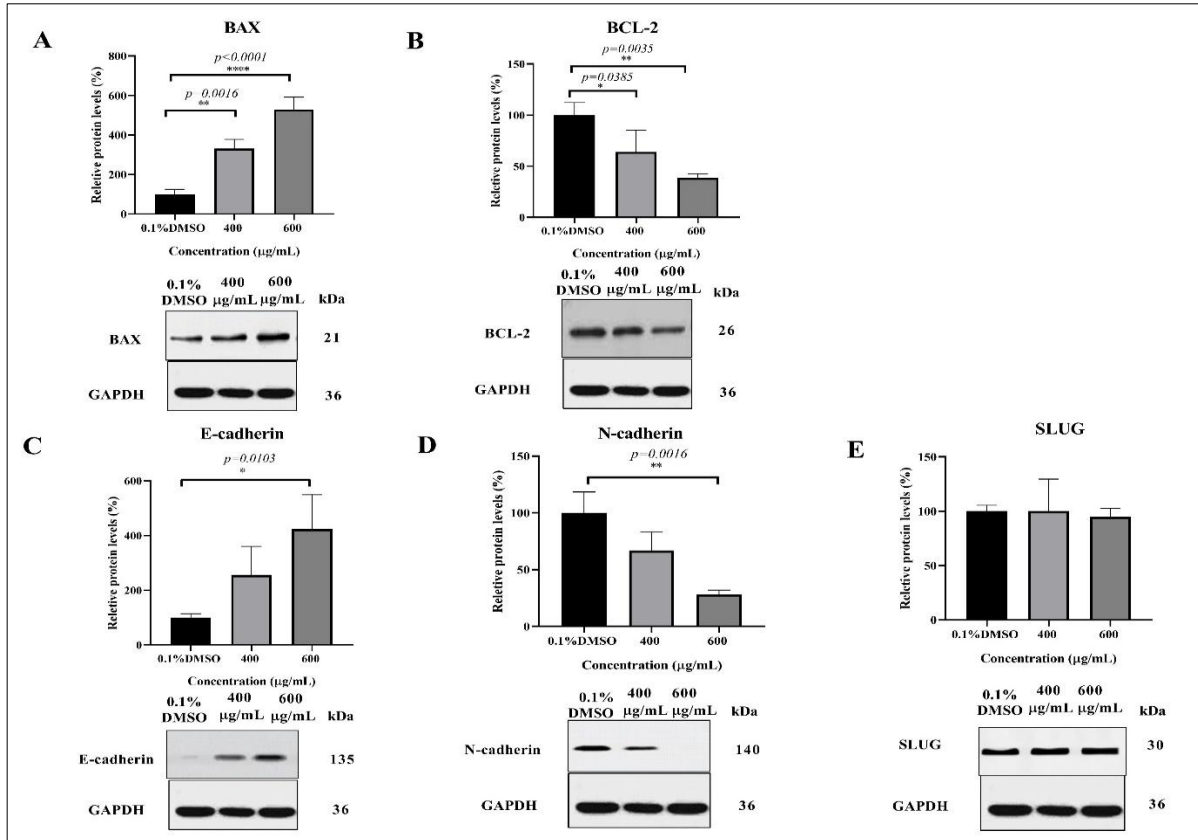 A
BAX
p<0.0001
****
p=0.0016
**
Reletive protein levels (%)
800
600
400
200
0
0.1%DMSO 400 600
Concentration (µg/mL)
0.1% DMSO 400 µg/mL 600 µg/mL kDa
BAX 21
GAPDH 36
B
BCL-2
p=0.0035
**
p=0.0385
*
Reletive protein levels (%)
150
100
50
0
0.1%DMSO 400 600
Concentration (µg/mL)
0.1% DMSO 400 µg/mL 600 µg/mL kDa
BCL-2 26
GAPDH 36
C
E-cadherin
p=0.0103
*
Reletive protein levels (%)
600
400
200
0
0.1%DMSO 400 600
Concentration (µg/mL)
0.1% DMSO 400 µg/mL 600 µg/mL kDa
E-cadherin 135
GAPDH 36
D
N-cadherin
p=0.0016
**
Reletive protein levels (%)
150
100
50
0
0.1%DMSO 400 600
Concentration (µg/mL)
0.1% DMSO 400 µg/mL 600 µg/mL kDa
N-cadherin 140
GAPDH 36
E
SLUG
Reletive protein levels (%)
150
100
50
0
0.1%DMSO 400 600
Concentration (µg/mL)
0.1% DMSO 400 µg/mL 600 µg/mL kDa
SLUG 30
GAPDH 36